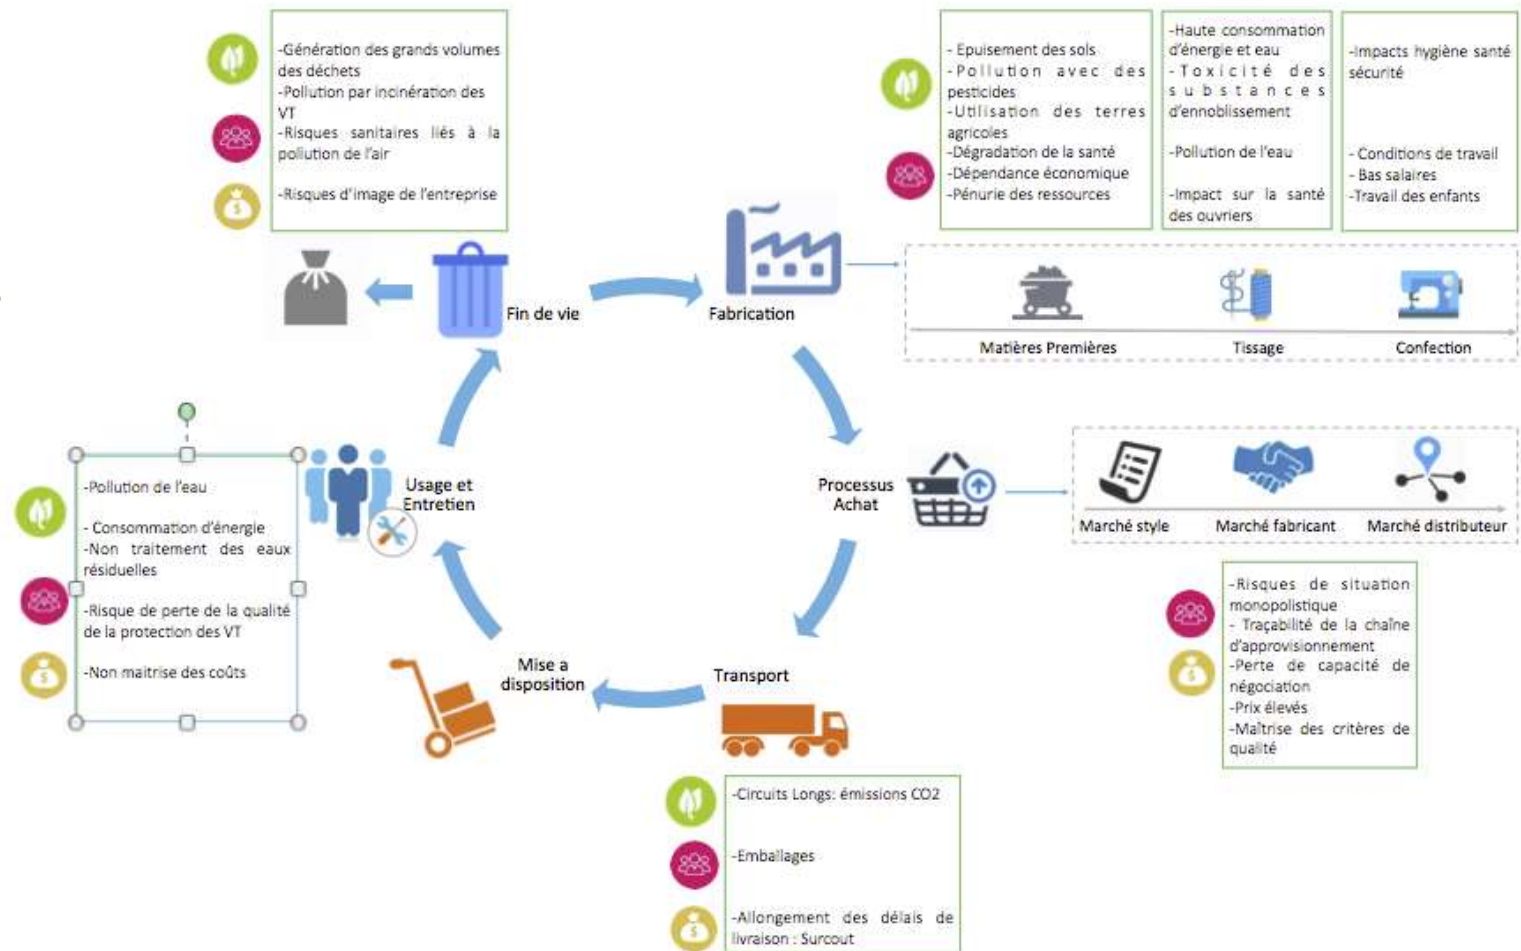 -Génération des grands volumes
des déchets
-Pollution par incinération des
VT
-Risques sanitaires liés à la
pollution de l'air
-Risques d'image de l'entreprise
- Epuisement des sols
-Pollution avec des
pesticides
-Utilisation des terres
agricoles
-Dégradation de la santé
-Dépendance économique
-Pénurie des ressources
-Haute consommation
d'énergie et eau
-Toxicité des
substances
d'ennoblissement
-Pollution de l'eau
-Impact sur la santé
des ouvriers
-Impacts hygiène santé
sécurité
- Conditions de travail
- Bas salaires
-Travail des enfants
Fin de vie
Fabrication
Matières Premières
Tissage
Confection
-Pollution de l'eau
- Consommation d'énergie
-Non traitement des eaux
résiduelles
-Risque de perte de la qualité
de la protection des VT
-Non maitrise des coûts
Usage et
Entretien
Processus
Achat
Marché style
Marché fabricant
Marché distributeur
-Risques de situation
monopolistique
- Traçabilité de la chaîne
d'approvisionnement
-Perte de capacité de
négociation
-Prix élevés
-Maîtrise des critères de
qualité
Mise a
disposition
Transport
-Circuits Longs: émissions CO2
-Emballages
-Allongement des délais de
livraison : Surcout